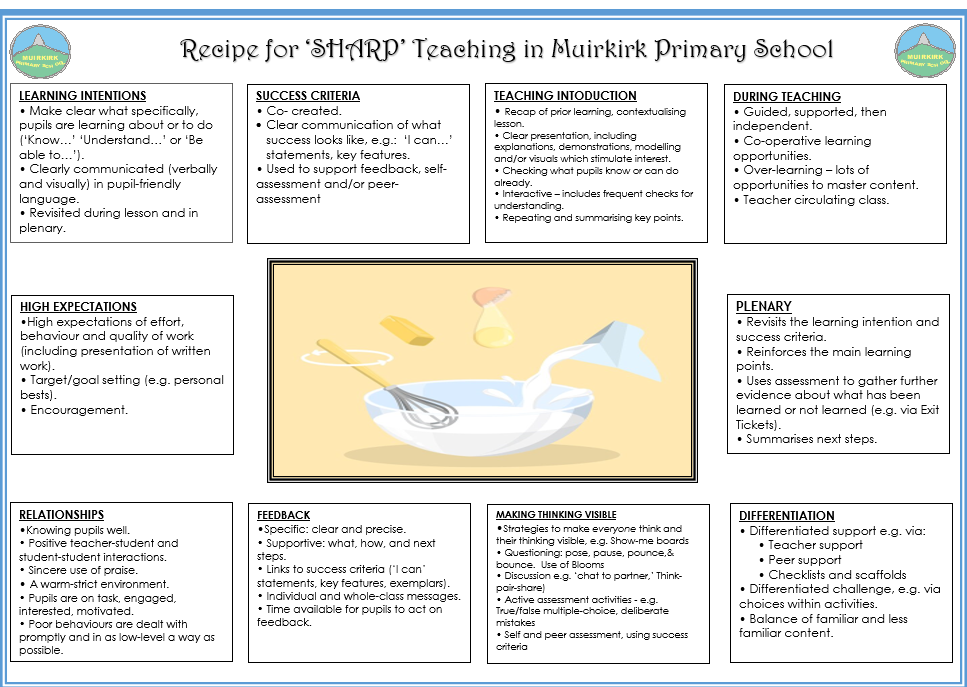 Recipe for 'SHARP' Teaching in Muirkirk Primary School
MUIRKIRK
PRIMARY SCHOOL
MUIRKIRK
PRIMARY SCHOOL
LEARNING INTENTIONS
• Make clear what specifically,
pupils are learning about or to do
('Know…' 'Understand…' or 'Be
able to…').
• Clearly communicated (verbally
and visually) in pupil-friendly
language.
• Revisited during lesson and in
plenary.
SUCCESS CRITERIA
• Co- created.
• Clear communication of what
success looks like, e.g.: 'I can…'
statements, key features.
• Used to support feedback, self-
assessment and/or peer-
assessment
TEACHING INTODUCTION
• Recap of prior learning, contextualising
lesson.
• Clear presentation, including
explanations, demonstrations, modelling
and/or visuals which stimulate interest.
• Checking what pupils know or can do
already.
• Interactive – includes frequent checks for
understanding.
• Repeating and summarising key points.
DURING TEACHING
• Guided, supported, then
independent.
• Co-operative learning
opportunities.
• Over-learning – lots of
opportunities to master content.
• Teacher circulating class.
HIGH EXPECTATIONS
•High expectations of effort,
behaviour and quality of work
(including presentation of written
work).
• Target/goal setting (e.g. personal
bests).
• Encouragement.
PLENARY
• Revisits the learning intention and
success criteria.
• Reinforces the main learning
points.
• Uses assessment to gather further
evidence about what has been
learned or not learned (e.g. via Exit
Tickets).
• Summarises next steps.
RELATIONSHIPS
•Knowing pupils well.
• Positive teacher-student and
student-student interactions.
• Sincere use of praise.
• A warm-strict environment.
• Pupils are on task, engaged,
interested, motivated.
• Poor behaviours are dealt with
promptly and in as low-level a way as
possible.
FEEDBACK
•Specific: clear and precise.
• Supportive: what, how, and next
steps.
• Links to success criteria ('I can'
statements, key features, exemplars).
• Individual and whole-class messages.
• Time available for pupils to act on
feedback.
MAKING THINKING VISIBLE
•Strategies to make everyone think and
their thinking visible, e.g. Show-me boards
• Questioning: pose, pause, pounce,&
bounce. Use of Blooms
• Discussion e.g. 'chat to partner,' Think-
pair-share)
• Active assessment activities - e.g.
True/false multiple-choice, deliberate
mistakes
• Self and peer assessment, using success
criteria
DIFFERENTIATION
• Differentiated support e.g. via:
• Teacher support
• Peer support
• Checklists and scaffolds
• Differentiated challenge, e.g. via
choices within activities.
• Balance of familiar and less
familiar content.